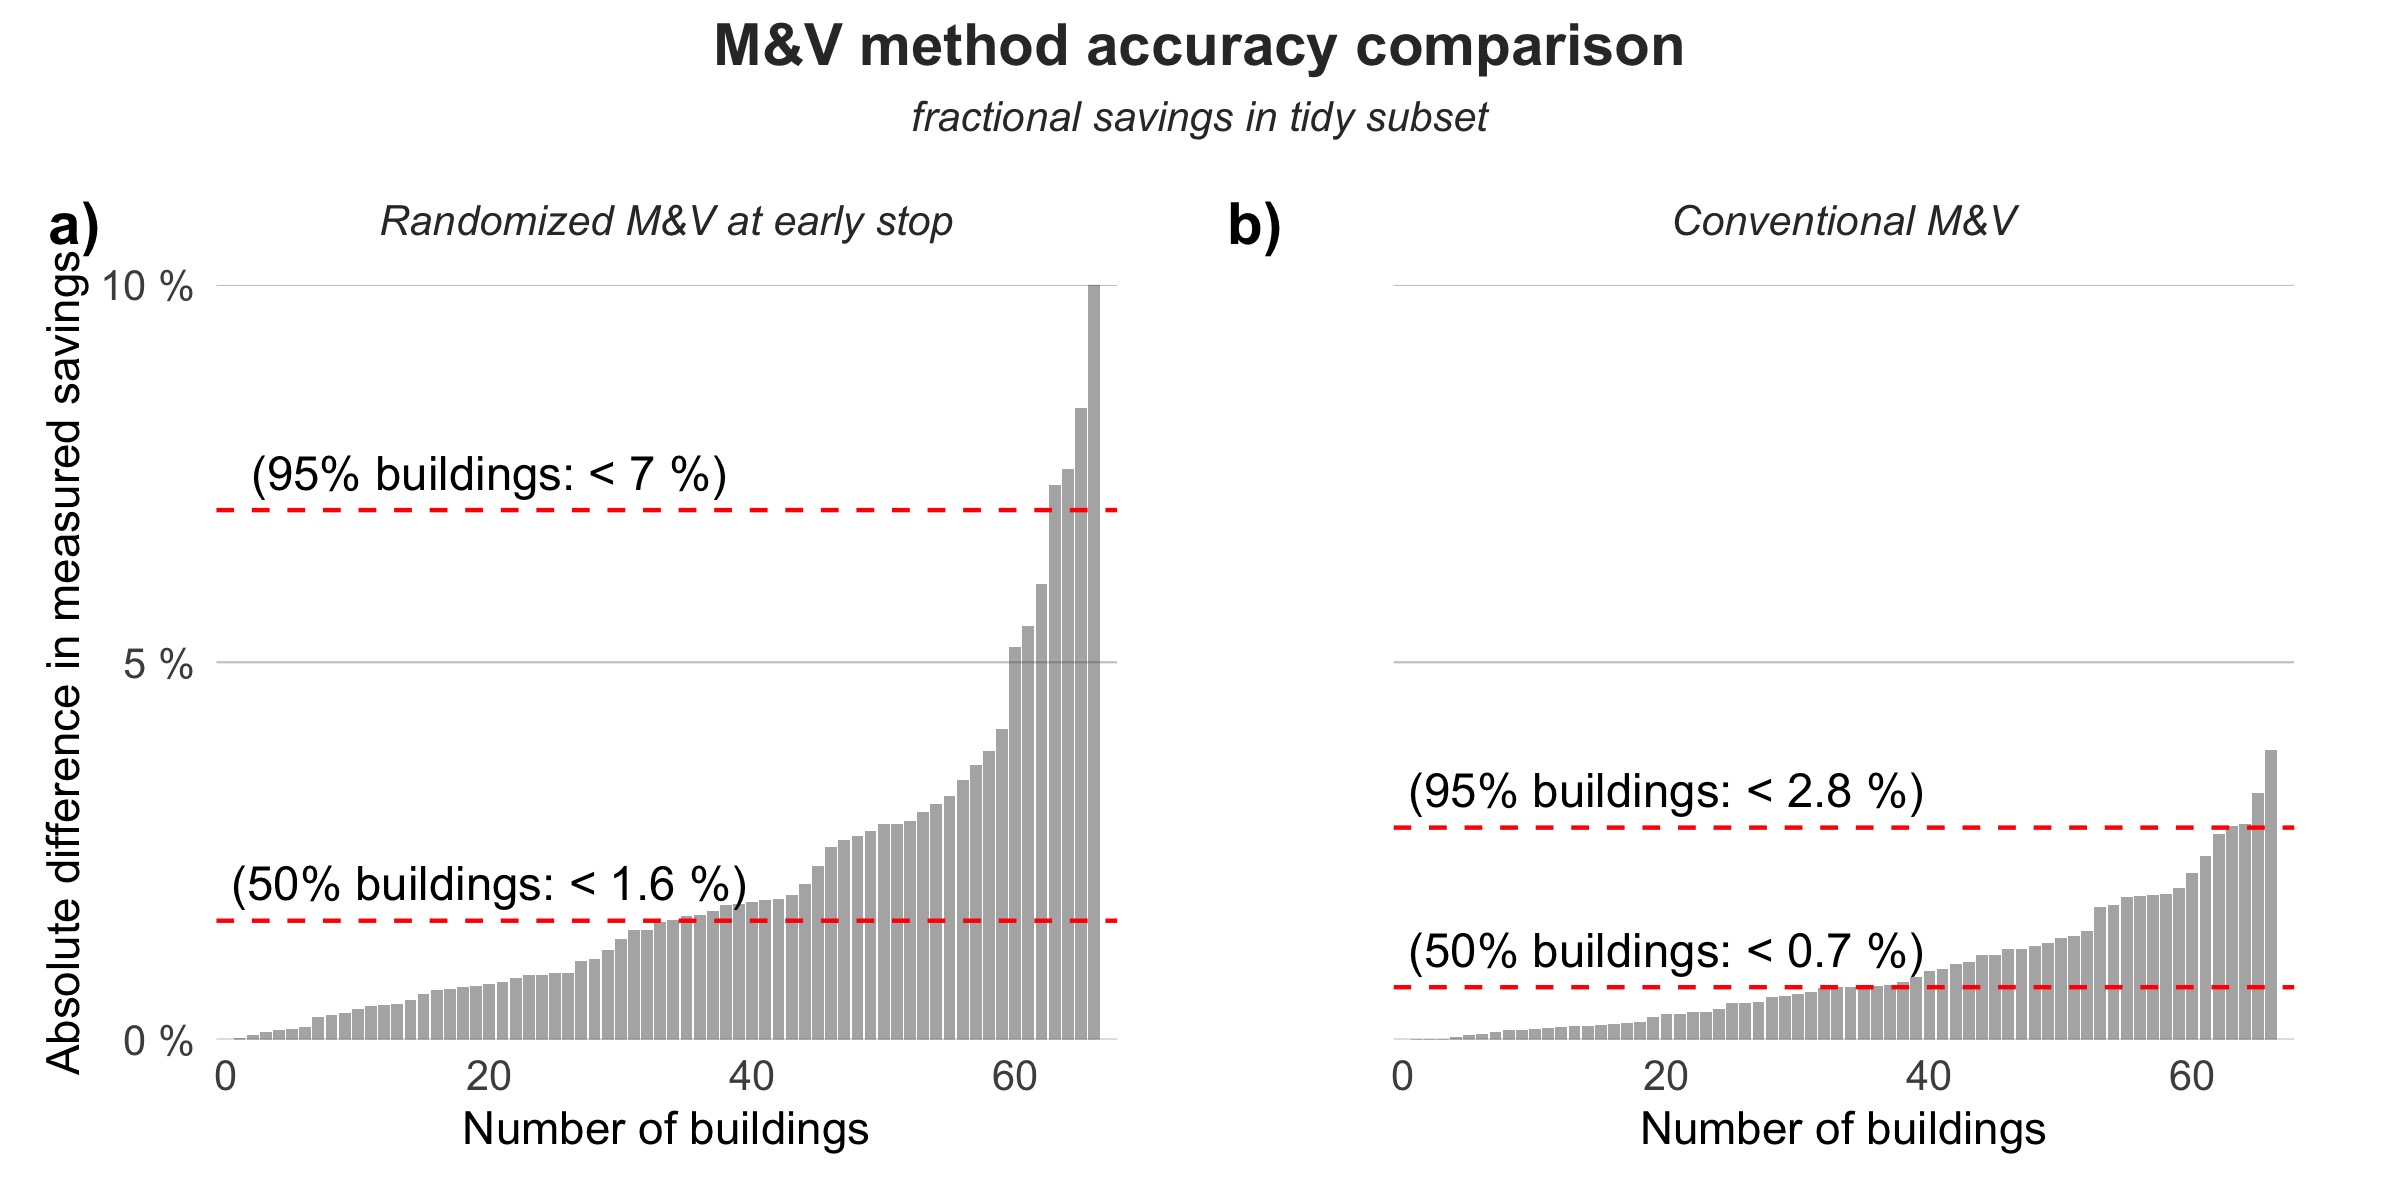 M&V method accuracy comparison
fractional savings in tidy subset
a)
Randomized M&V at early stop
Absolute difference in measured savings
10 %
5 %
0 %
(95% buildings: < 7 %)
(50% buildings: < 1.6 %)
0 20 40 60
Number of buildings
b)
Conventional M&V
(95% buildings: < 2.8 %)
(50% buildings: < 0.7 %)
0 20 40 60
Number of buildings